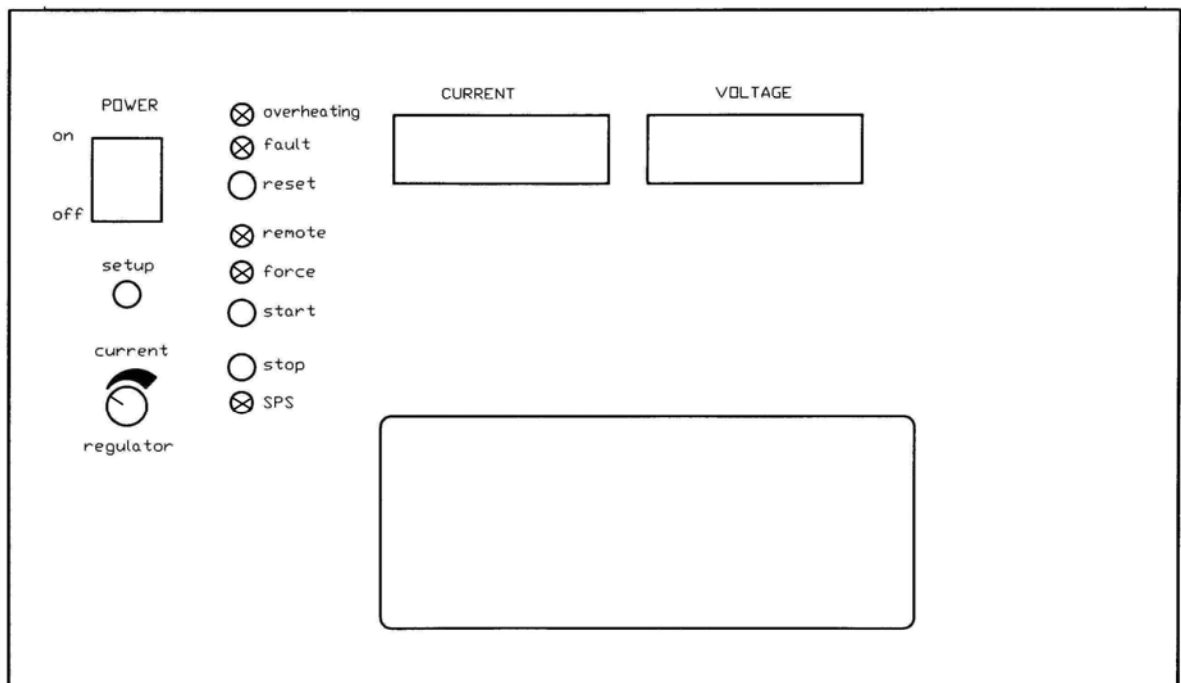 POWER
on
off
setup
current
regulator
overheating
fault
reset
remote
force
start
stop
SPS
CURRENT
VOLTAGE